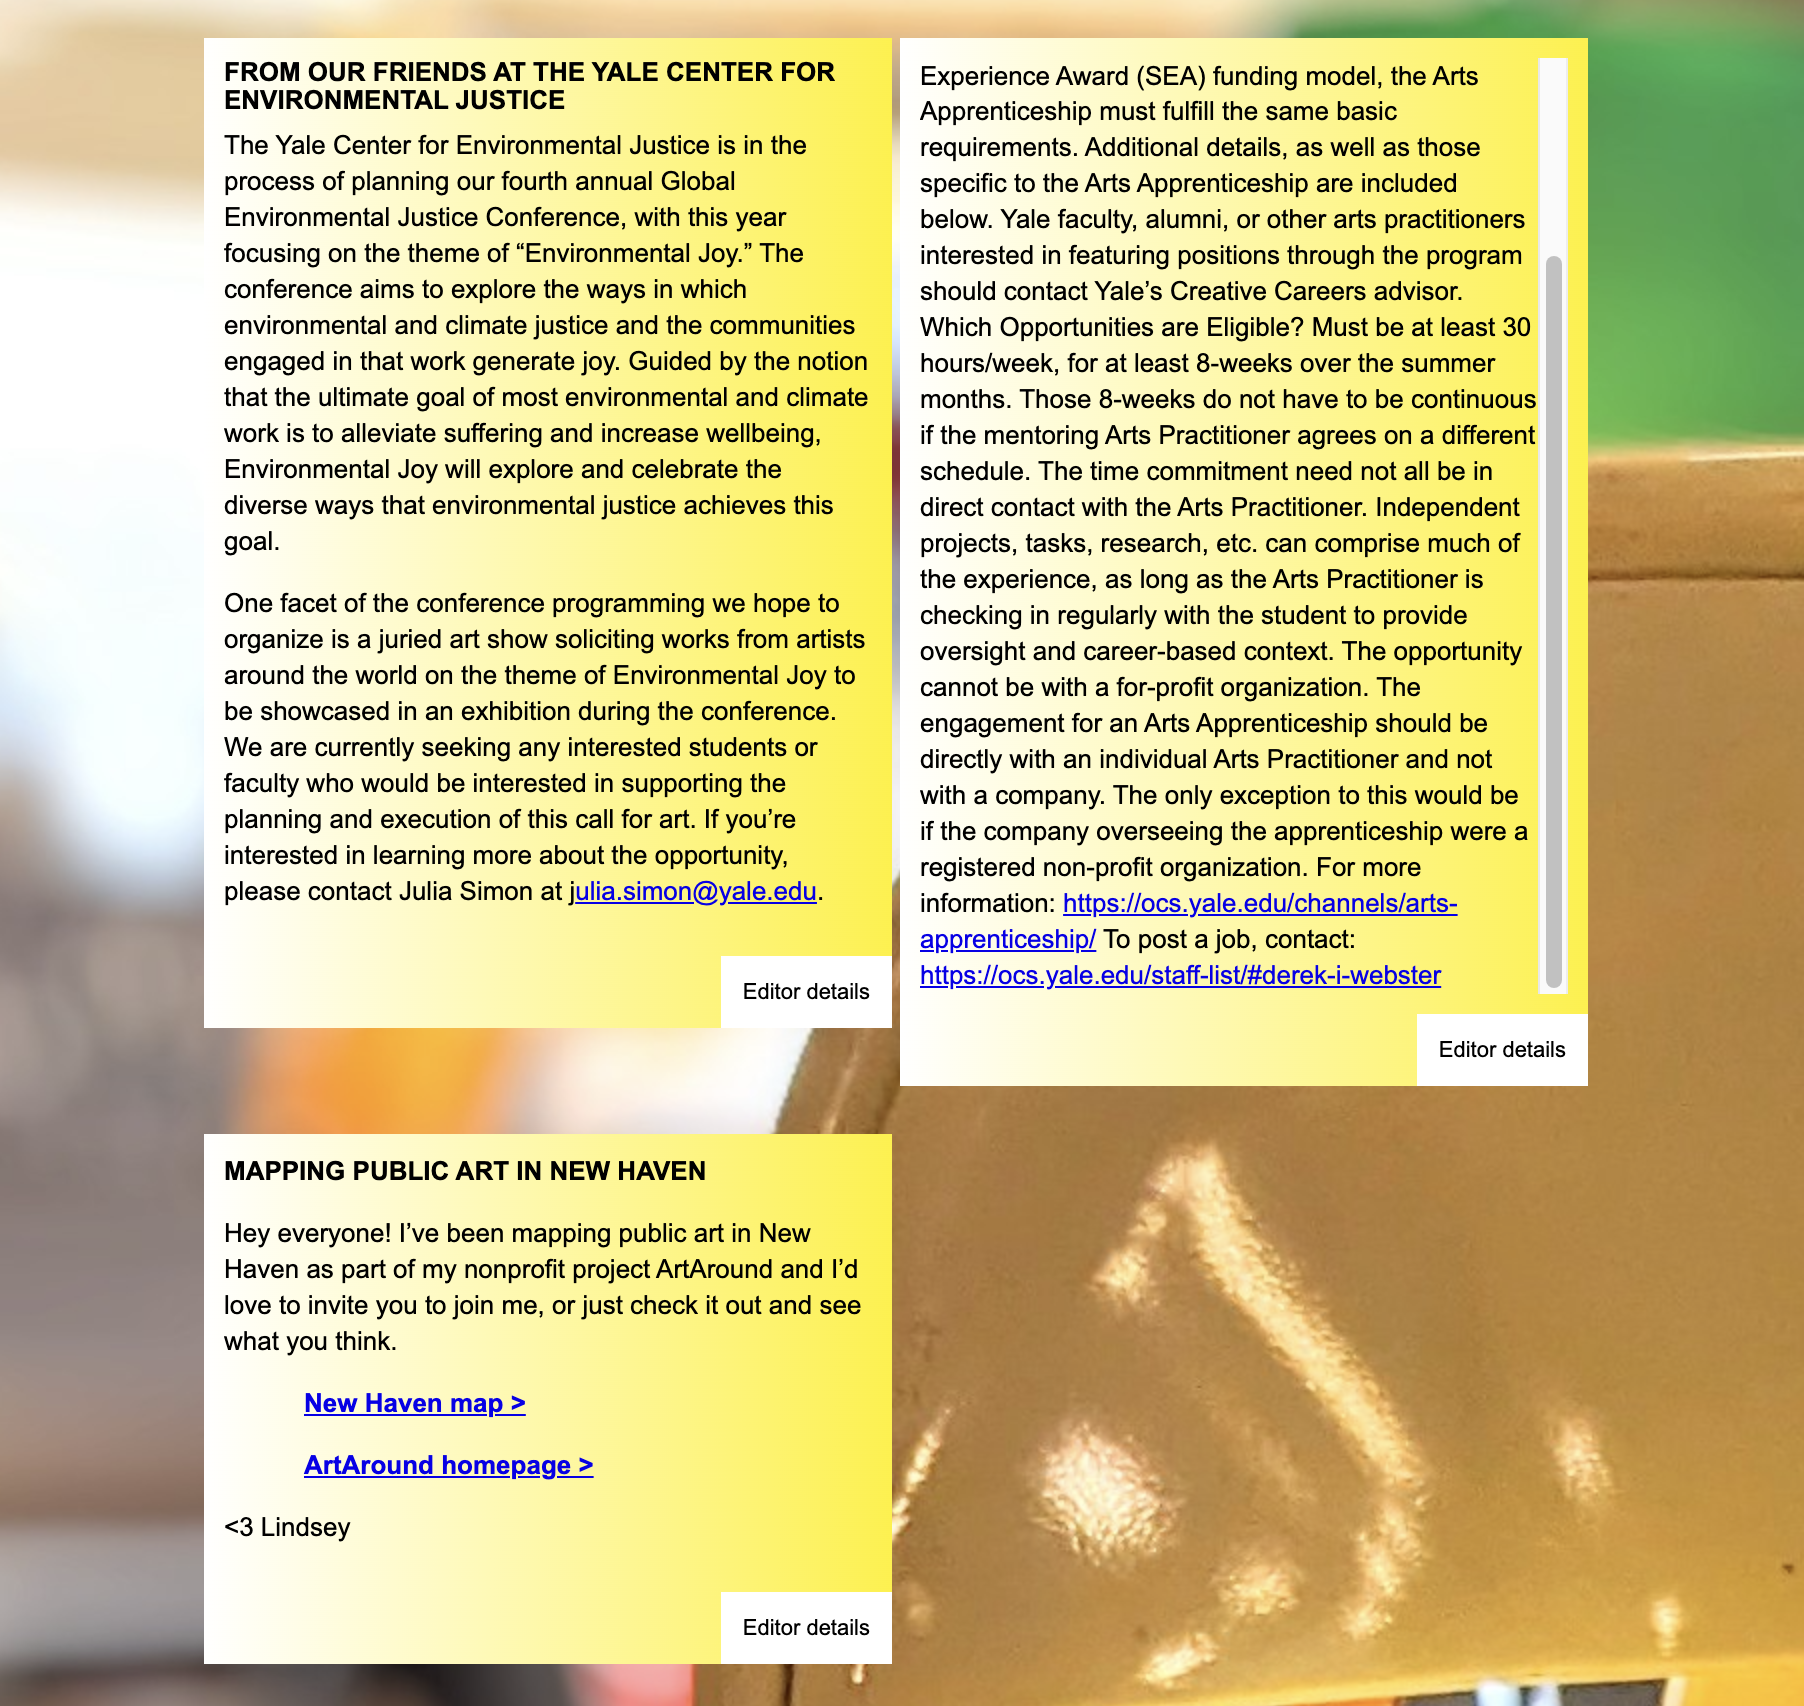 FROM OUR FRIENDS AT THE YALE CENTER FOR
ENVIRONMENTAL JUSTICE
The Yale Center for Environmental Justice is in the
process of planning our fourth annual Global
Environmental Justice Conference, with this year
focusing on the theme of “Environmental Joy.” The
conference aims to explore the ways in which
environmental and climate justice and the communities
engaged in that work generate joy. Guided by the notion
that the ultimate goal of most environmental and climate
work is to alleviate suffering and increase wellbeing,
Environmental Joy will explore and celebrate the
diverse ways that environmental justice achieves this
goal.
One facet of the conference programming we hope to
organize is a juried art show soliciting works from artists
around the world on the theme of Environmental Joy to
be showcased in an exhibition during the conference.
We are currently seeking any interested students or
faculty who would be interested in supporting the
planning and execution of this call for art. If you’re
interested in learning more about the opportunity,
please contact Julia Simon at julia.simon@yale.edu.
Editor details
Experience Award (SEA) funding model, the Arts
Apprenticeship must fulfill the same basic
requirements. Additional details, as well as those
specific to the Arts Apprenticeship are included
below. Yale faculty, alumni, or other arts practitioners
interested in featuring positions through the program
should contact Yale’s Creative Careers advisor.
Which Opportunities are Eligible? Must be at least 30
hours/week, for at least 8-weeks over the summer
months. Those 8-weeks do not have to be continuous
if the mentoring Arts Practitioner agrees on a different
schedule. The time commitment need not all be in
direct contact with the Arts Practitioner. Independent
projects, tasks, research, etc. can comprise much of
the experience, as long as the Arts Practitioner is
checking in regularly with the student to provide
oversight and career-based context. The opportunity
cannot be with a for-profit organization. The
engagement for an Arts Apprenticeship should be
directly with an individual Arts Practitioner and not
with a company. The only exception to this would be
if the company overseeing the apprenticeship were a
registered non-profit organization. For more
information: https://ocs.yale.edu/channels/arts-
apprenticeship/ To post a job, contact:
https://ocs.yale.edu/staff-list/#derek-i-webster
Editor details
MAPPING PUBLIC ART IN NEW HAVEN
Hey everyone! I’ve been mapping public art in New
Haven as part of my nonprofit project ArtAround and I’d
love to invite you to join me, or just check it out and see
what you think.
New Haven map >
ArtAround homepage >
<3 Lindsey
Editor details